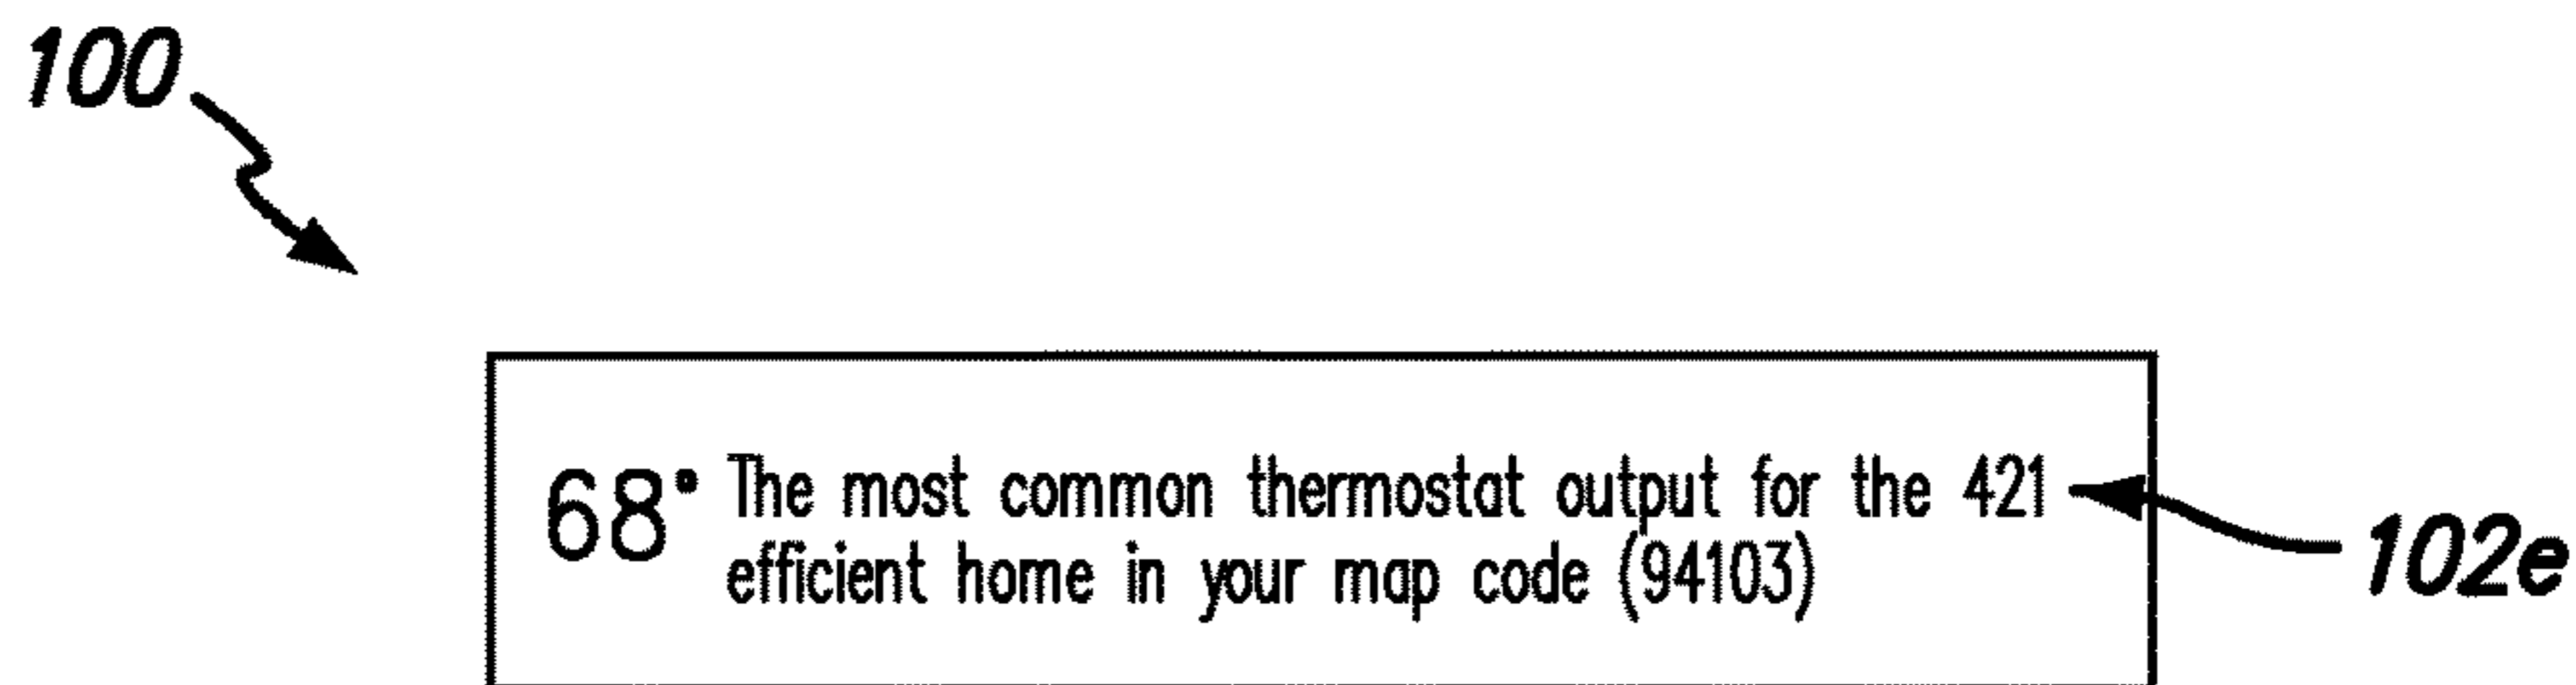 100
68° The most common thermostat output for the 421
efficient home in your map code (94103)
102e